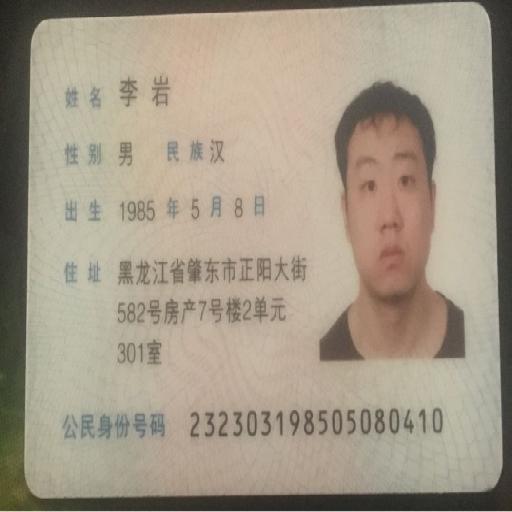 姓名 李岩
性别 男 民族 汉
出生 1985 年 5 月 8 日
住址 黑龙江省肇东市正阳大街
582号房产7号楼2单元
301室
公民身份号码 232303198505080410